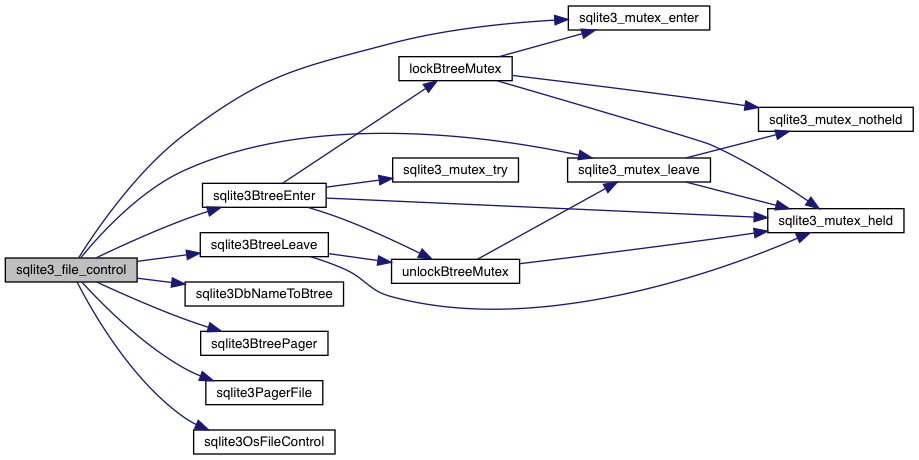 sqlite3_mutex_enter
lockBtreeMutex
sqlite3_mutex_notheld
sqlite3_mutex_try
sqlite3_mutex_leave
sqlite3BtreeEnter
sqlite3_mutex_held
sqlite3BtreeLeave
sqlite3_file_control
unlockBtreeMutex
sqlite3DbNameToBtree
sqlite3BtreePager
sqlite3PagerFile
sqlite3OsFileControl